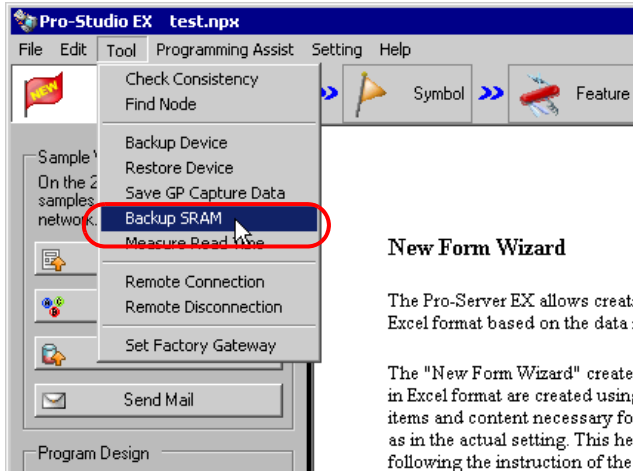 Pro-Studio EX test.npx
File Edit Tool Programming Assist Setting Help
NEW
Symbol
Feature
Check Consistency
Find Node
Backup Device
Restore Device
Save GP Capture Data
Backup SRAM
Measure Read Time
Remote Connection
Remote Disconnection
Set Factory Gateway
Sample
On the 2
samples
network.
Send Mail
Program Design
New Form Wizard
The Pro-Server EX allows creat
Excel format based on the data
The "New Form Wizard" create
in Excel format are created using
items and content necessary fo
as in the actual setting. This he
following the instruction of the